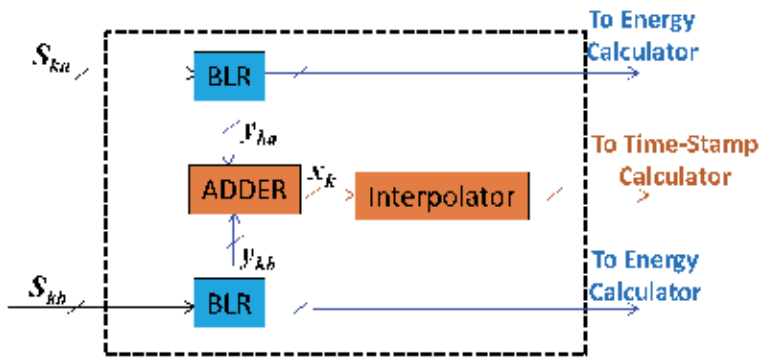 To Energy
Calculator
S_ka
BLR
y_ka
To Time-Stamp
Calculator
ADDER
x_k
Interpolator
y_kb
To Energy
Calculator
S_kb
BLR